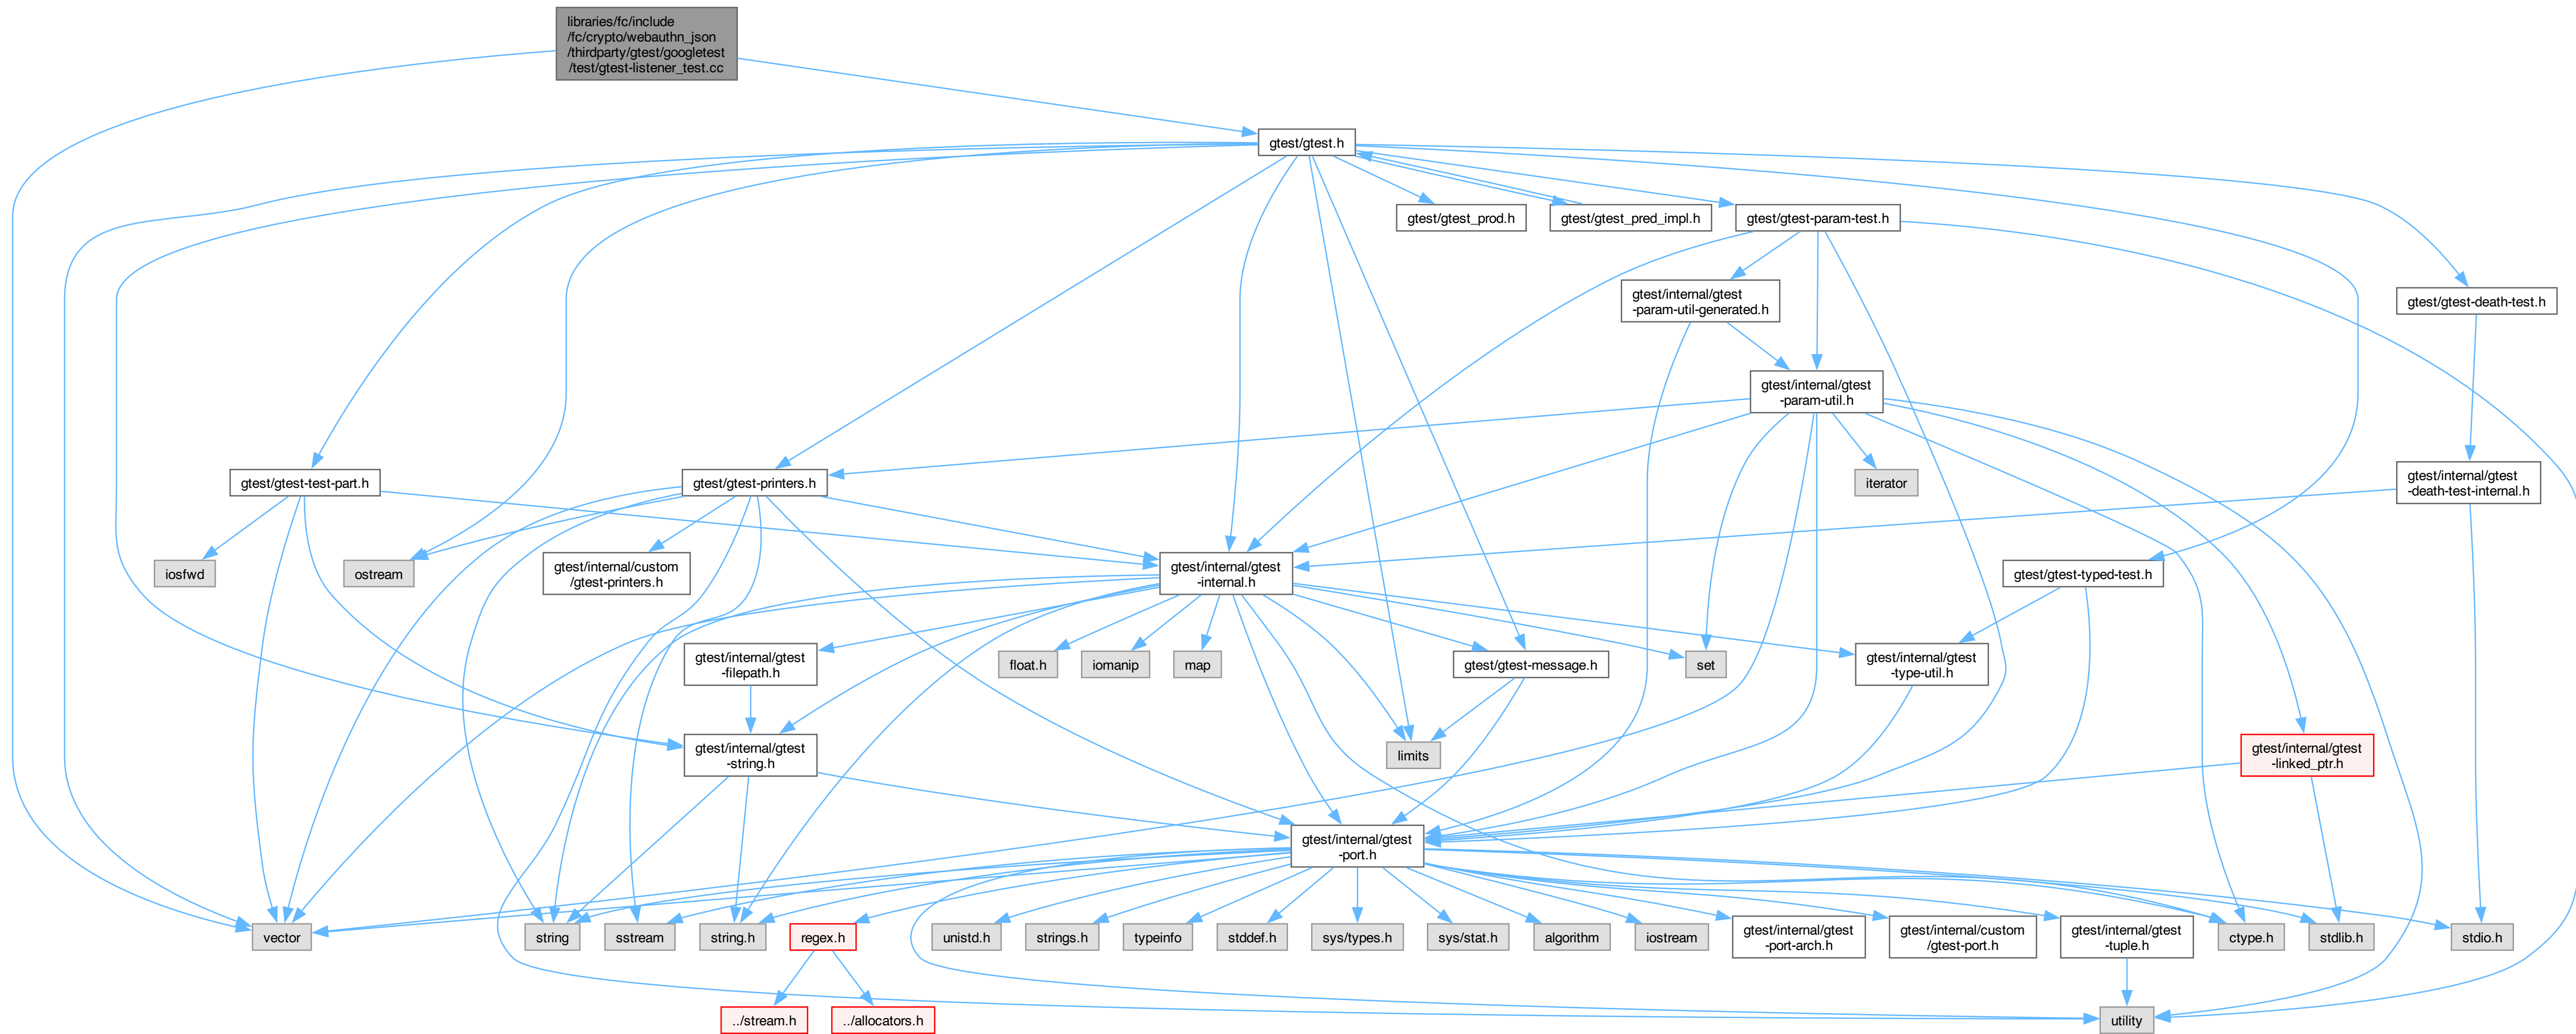 libraries/fc/include
/fc/crypto/webauthn_json
/thirdparty/gtest/googletest
/test/gtest-listener_test.cc
gtest/gtest.h
gtest/gtest_prod.h
gtest/gtest_pred_impl.h
gtest/gtest-param-test.h
gtest/internal/gtest
-param-util-generated.h
gtest/gtest-death-test.h
gtest/internal/gtest
-param-util.h
gtest/gtest-test-part.h
gtest/gtest-printers.h
iterator
gtest/internal/gtest
-death-test-internal.h
iosfwd
ostream
gtest/internal/custom
/gtest-printers.h
gtest/internal/gtest
-internal.h
gtest/gtest-typed-test.h
gtest/internal/gtest
-filepath.h
float.h
iomanip
map
gtest/gtest-message.h
set
gtest/internal/gtest
-type-util.h
gtest/internal/gtest
-string.h
limits
gtest/internal/gtest
-linked_ptr.h
gtest/internal/gtest
-port.h
vector
string
sstream
string.h
regex.h
unistd.h
strings.h
typeinfo
stddef.h
sys/types.h
sys/stat.h
algorithm
iostream
gtest/internal/gtest
-port-arch.h
gtest/internal/custom
/gtest-port.h
gtest/internal/gtest
-tuple.h
ctype.h
stdlib.h
stdio.h
../stream.h
../allocators.h
utility